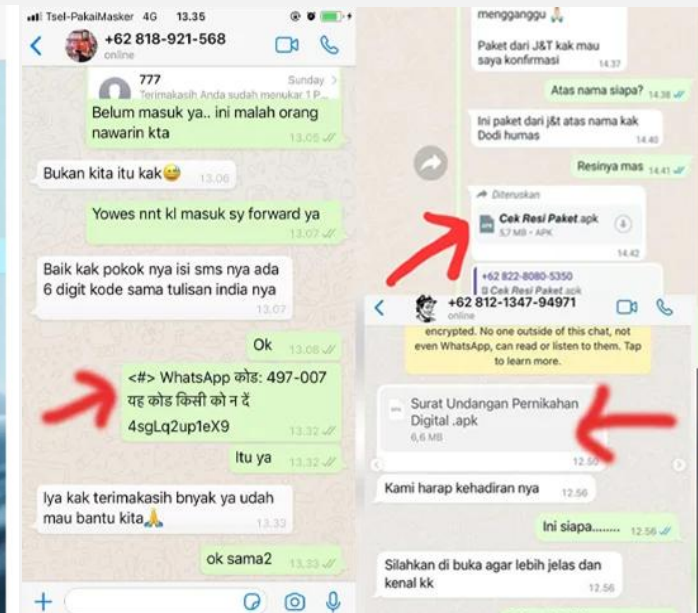 Tsel-PakaiMasker 4G 13.35
+62 818-921-568
online
777 Sunday
Terimakasih Anda sudah menukar 1 P...
Belum masuk ya.. ini malah orang
nawarin kta
13.05
Bukan kita itu kak😅
13.06
Yowes nnt kl masuk sy forward ya
13.07
Baik kak pokok nya isi sms nya ada
6 digit kode sama tulisan india nya
13.07
Ok 13.08
<#> WhatsApp कोड: 497-007
यह कोड किसी को न दें
4sgLq2up1eX9
13.32
Itu ya 13.32
Iya kak terimakasih bnyak ya udah
mau bantu kita🙏
13.33
ok sama2 13.33
mengganggu 🙏
Paket dari J&T kak mau
saya konfirmasi
14.37
Atas nama siapa? 14.38
Ini paket dari j&t atas nama kak
Dodi humas
14.40
Resinya mas 14.41
Diteruskan
Cek Resi Paket.apk
5,7 MB • APK
14.42
+62 822-8080-5350
Cek Resi Paket.apk
+62 812-1347-94971
online
encrypted. No one outside of this chat, not
even WhatsApp, can read or listen to them. Tap
to learn more.
Surat Undangan Pernikahan
Digital .apk
6,6 MB
12.50
Kami harap kehadiran nya 12.56
Ini siapa......... 12.56
Silahkan di buka agar lebih jelas dan
kenal kk
12.56